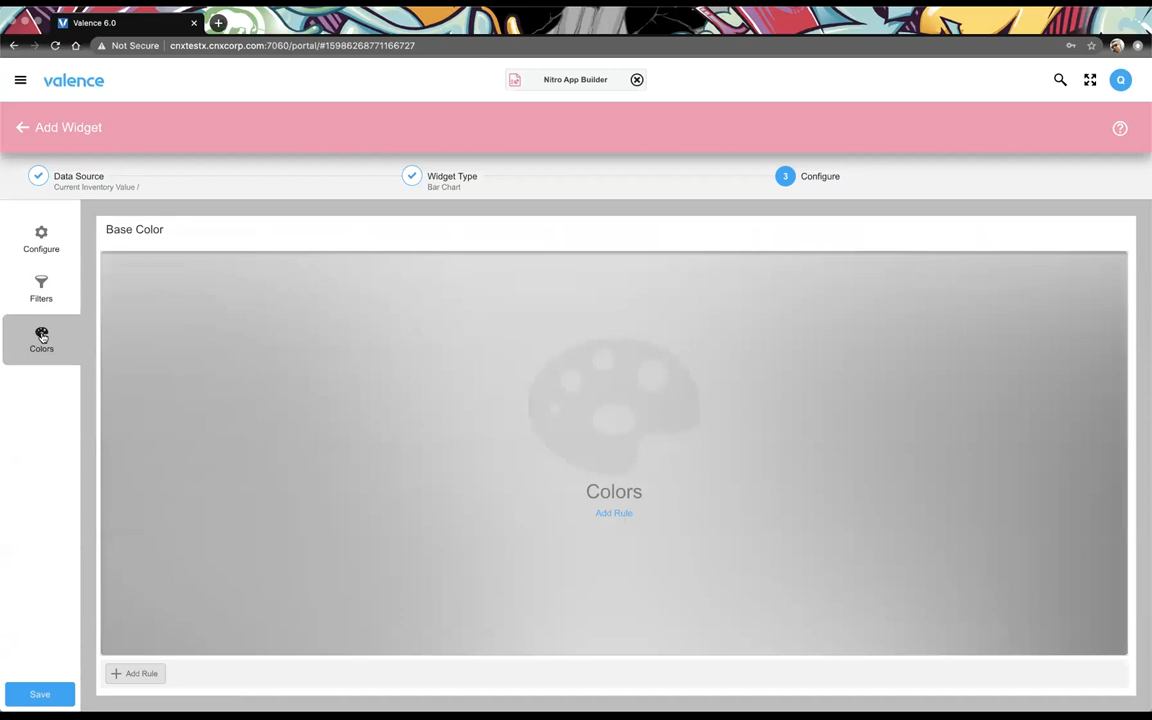 Valence 6.0
Not Secure
cnxtestx.cnxcorp.com:7060/portal/#15986268771166727
valence
Nitro App Builder
Q
Add Widget
Data Source
Current Inventory Value /
Widget Type
Bar Chart
3
Configure
Configure
Filters
Colors
Base Color
Colors
Add Rule
Add Rule
Save